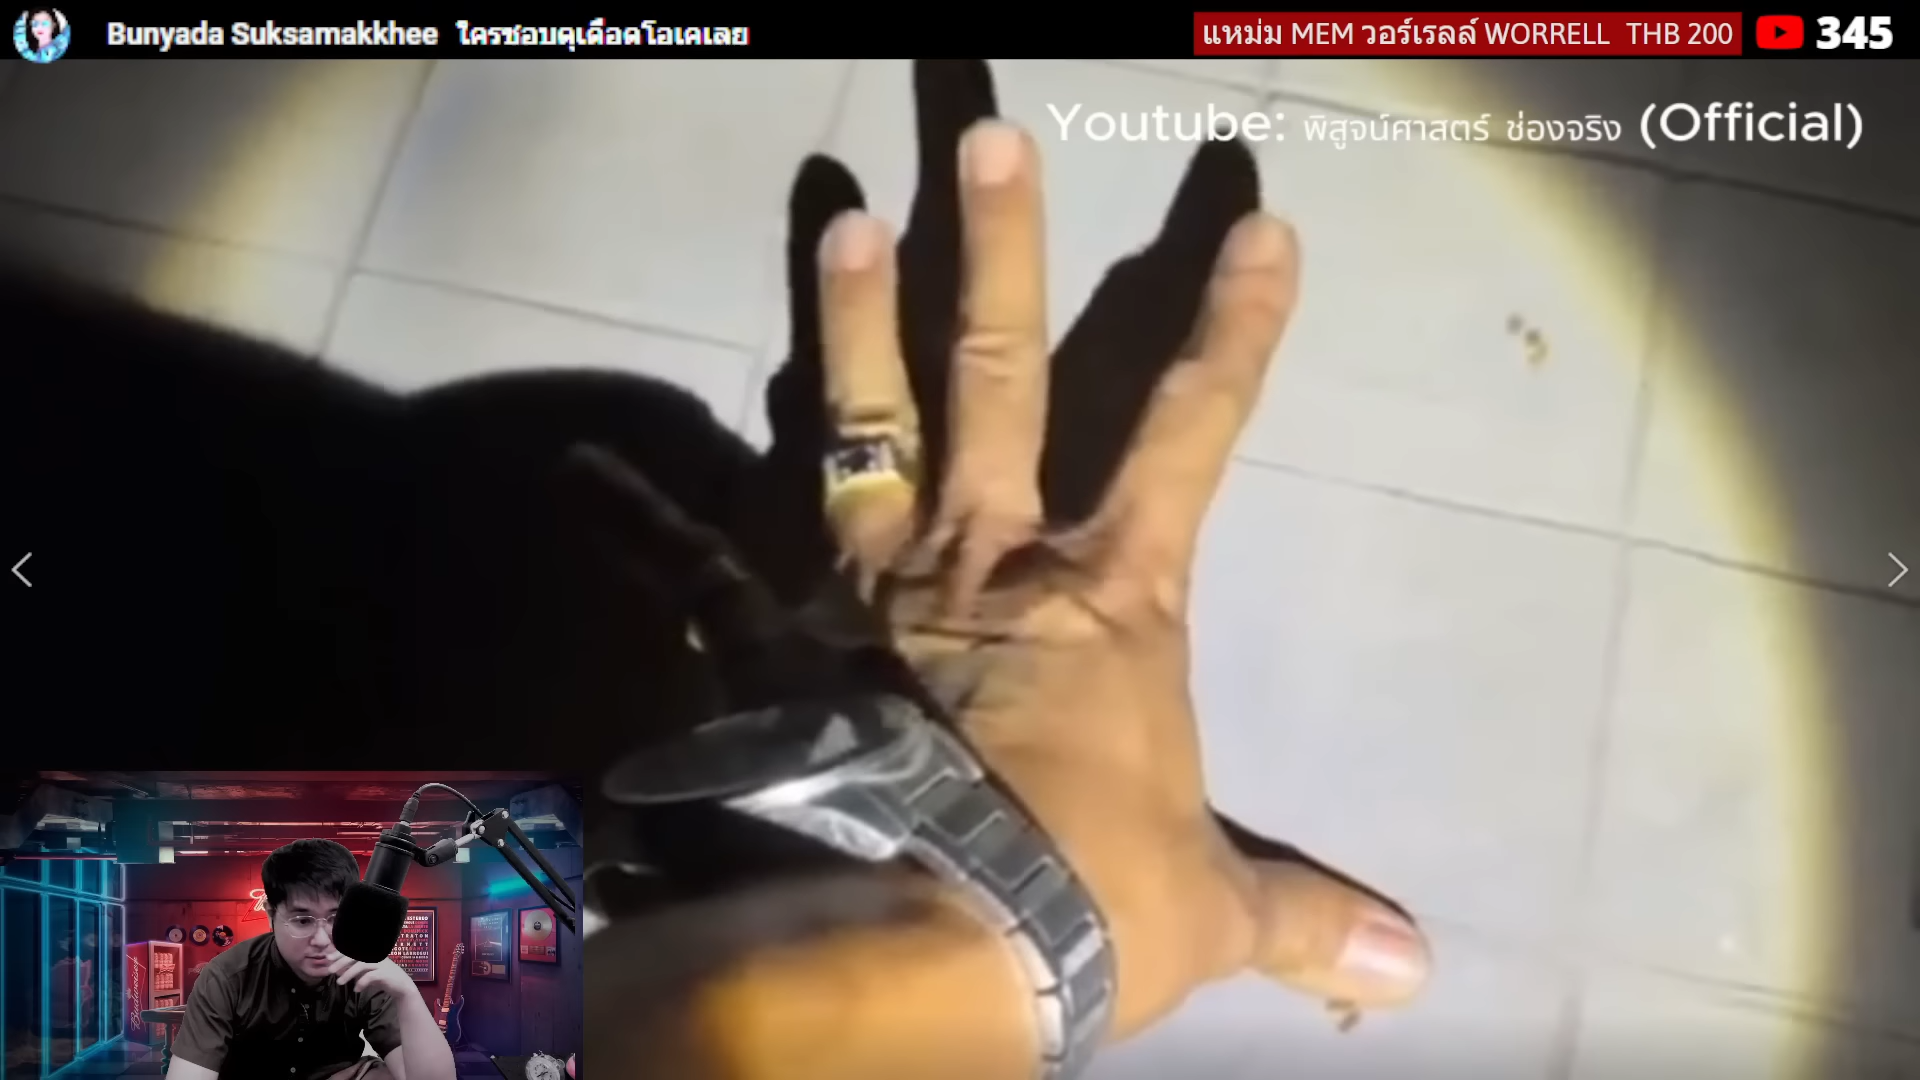 Bunyada Suksamakkhee ใครชอบดุเดือดโอเคเลย
แหม่ม MEM วอร์เรลล์ WORRELL THB 200
345
Youtube: พิสูจน์ศาสตร์ ช่องจริง (Official)
Budweiser